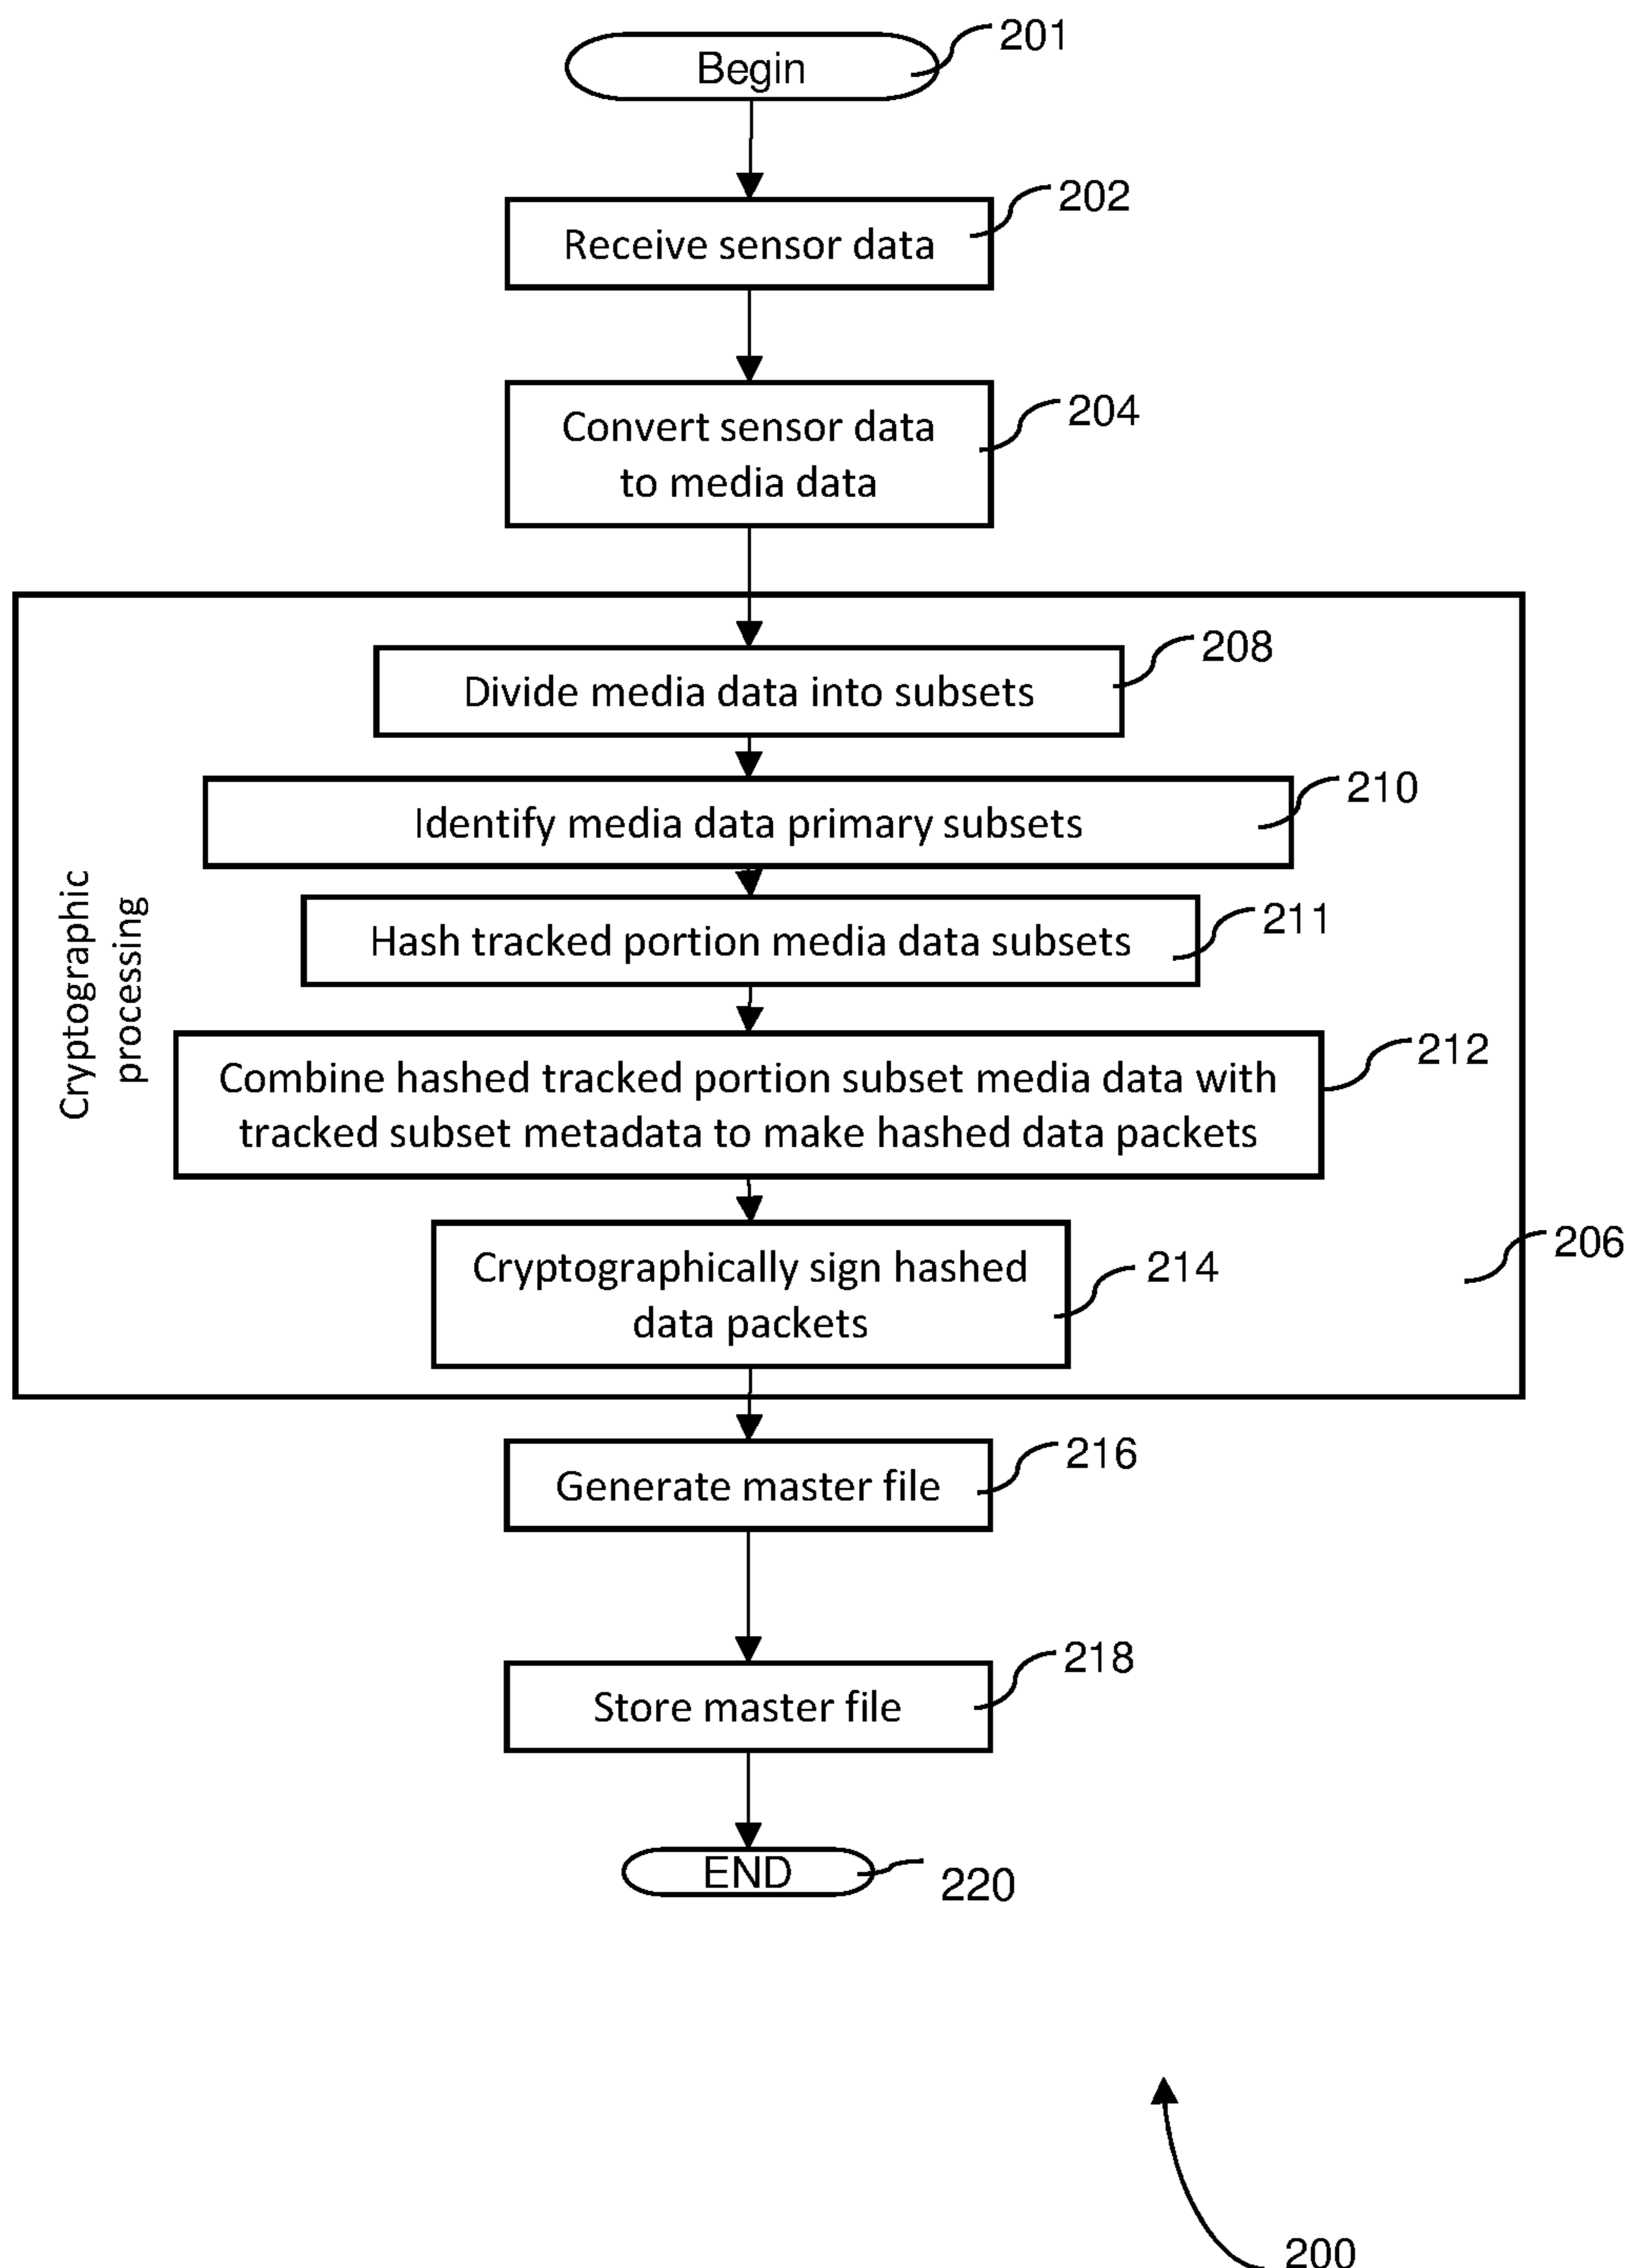 Begin
201
Receive sensor data
202
Convert sensor data
to media data
204
Cryptographic
processing
206
Divide media data into subsets
208
Identify media data primary subsets
210
Hash tracked portion media data subsets
211
Combine hashed tracked portion subset media data with
tracked subset metadata to make hashed data packets
212
Cryptographically sign hashed
data packets
214
Generate master file
216
Store master file
218
END
220
200